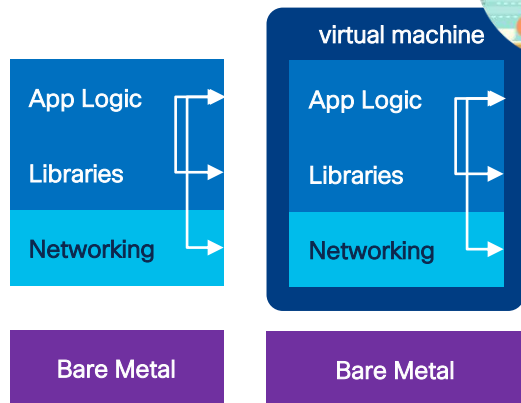 App Logic
Libraries
Networking
Bare Metal
virtual machine
App Logic
Libraries
Networking
Bare Metal